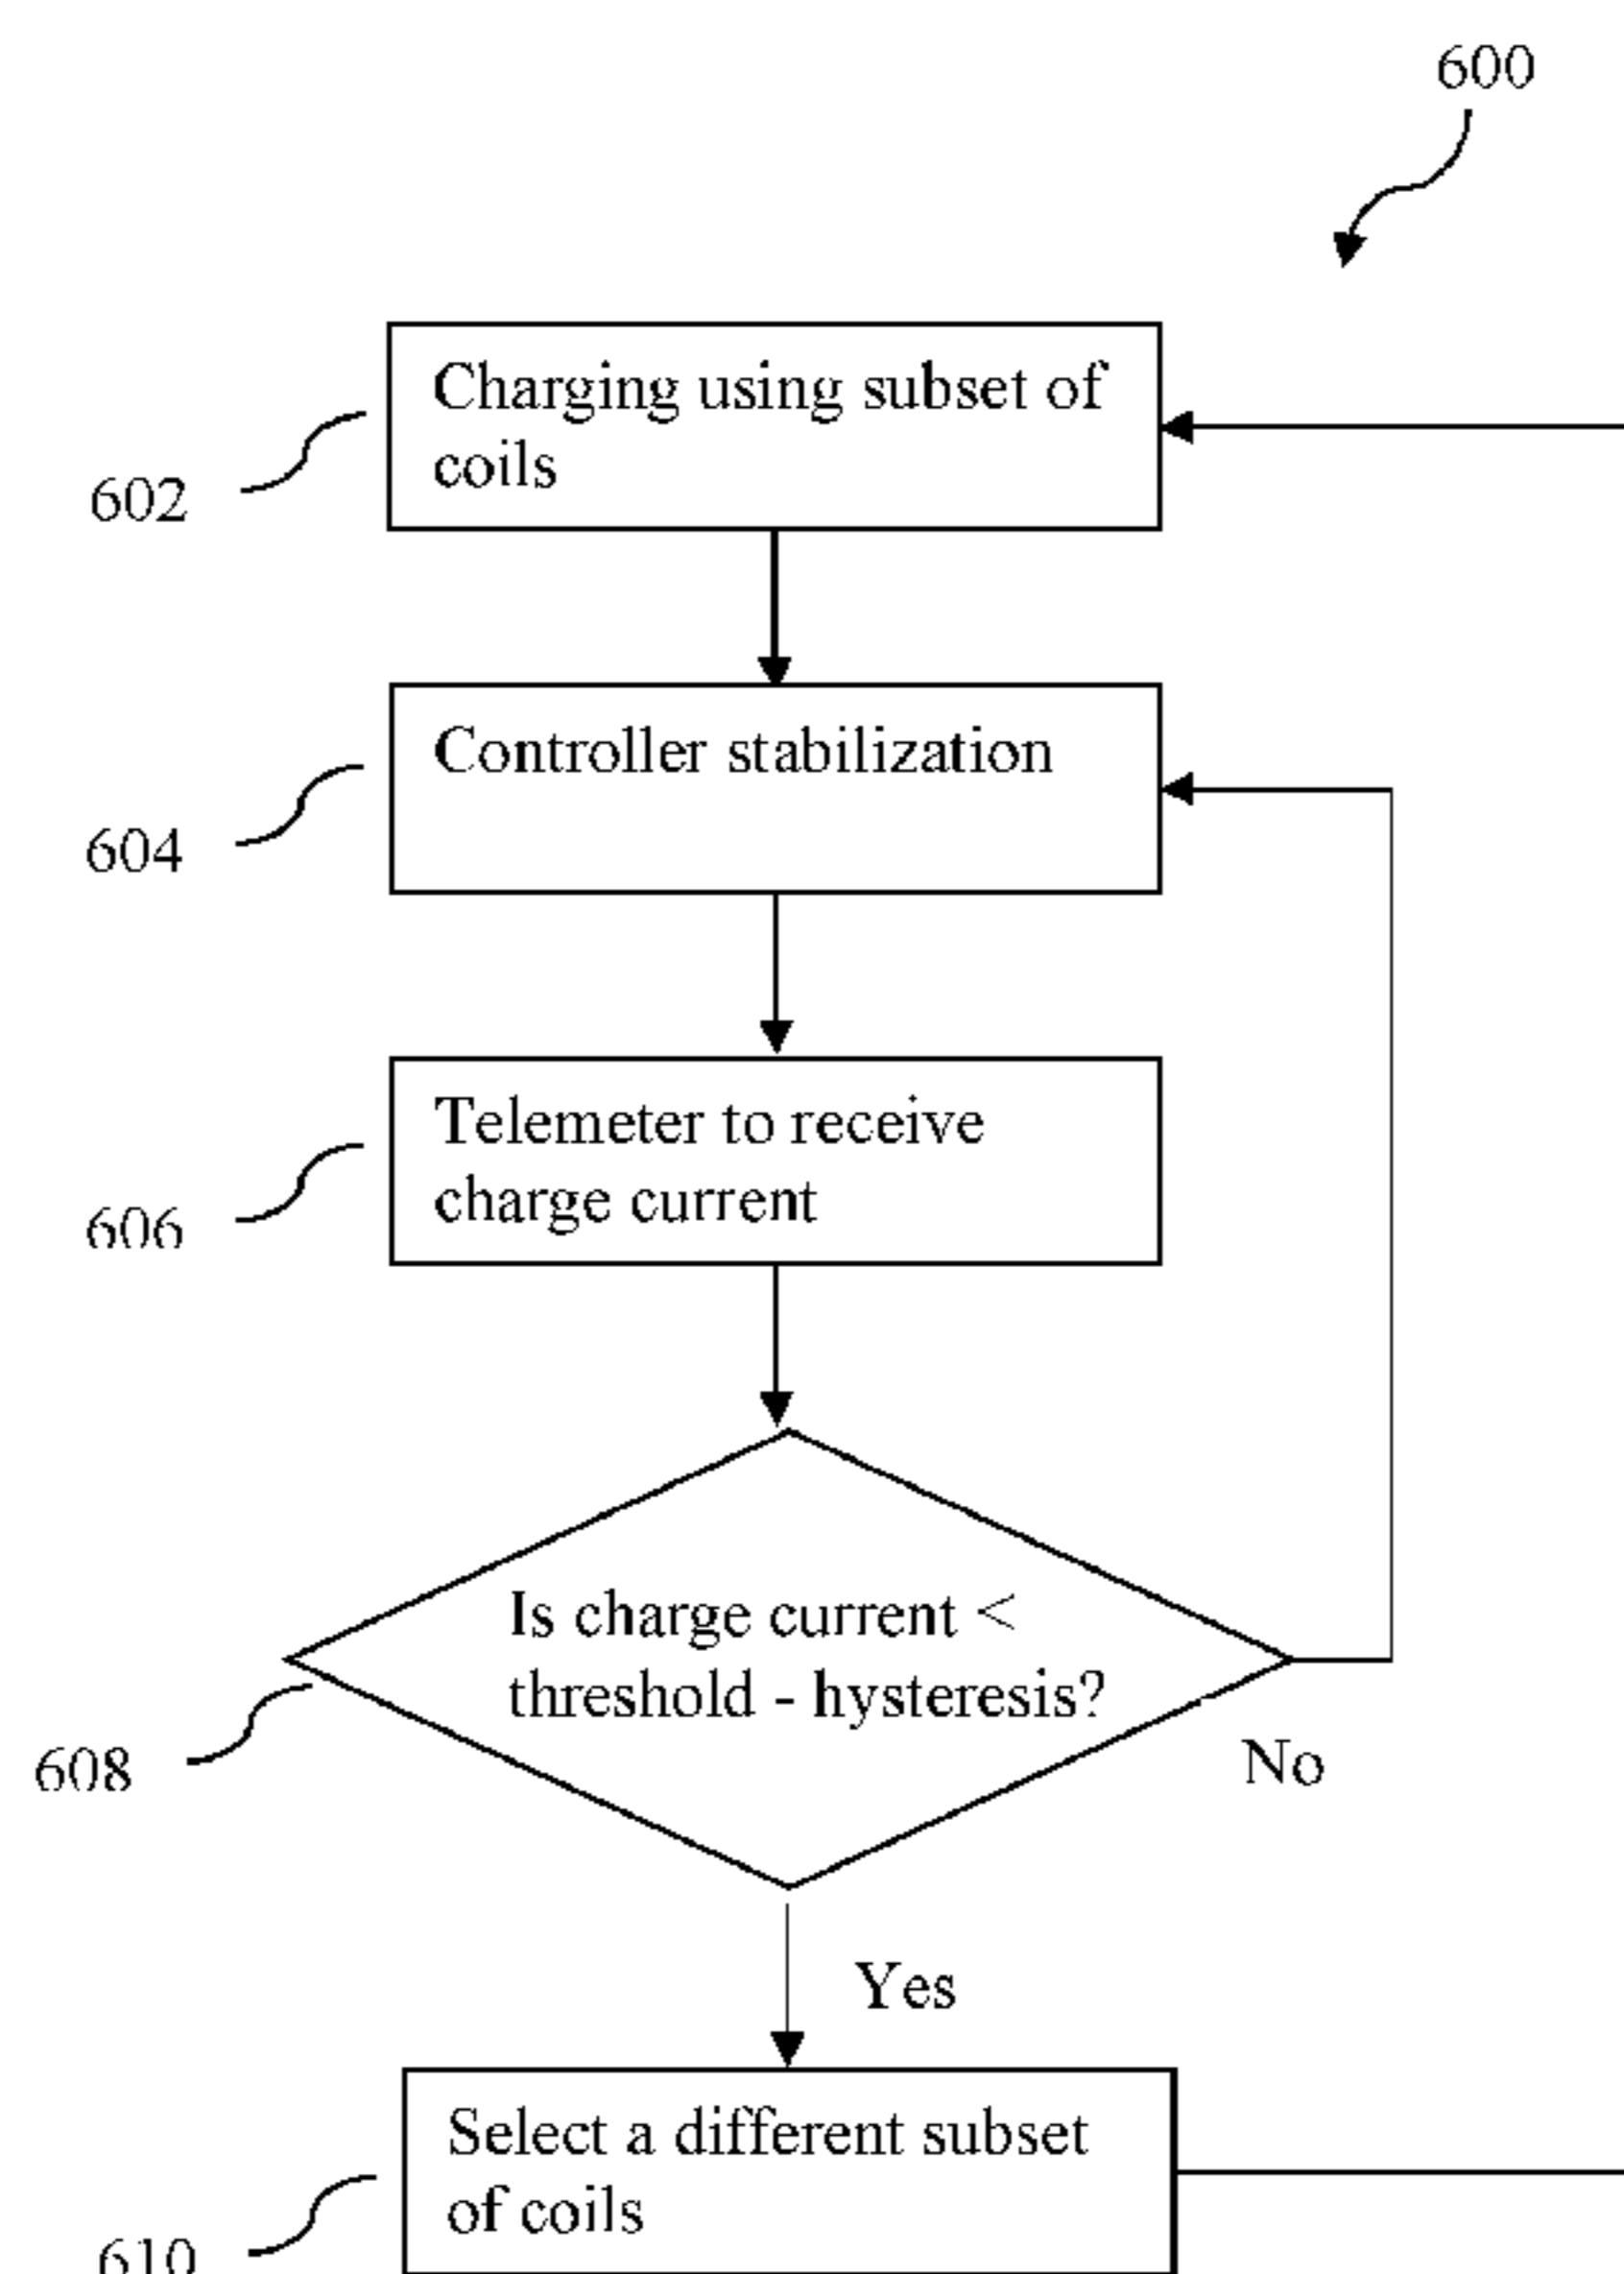 600
Charging using subset of
coils
602
Controller stabilization
604
Telemeter to receive
charge current
606
Is charge current <
threshold - hysteresis?
608
No
Yes
Select a different subset
of coils
610